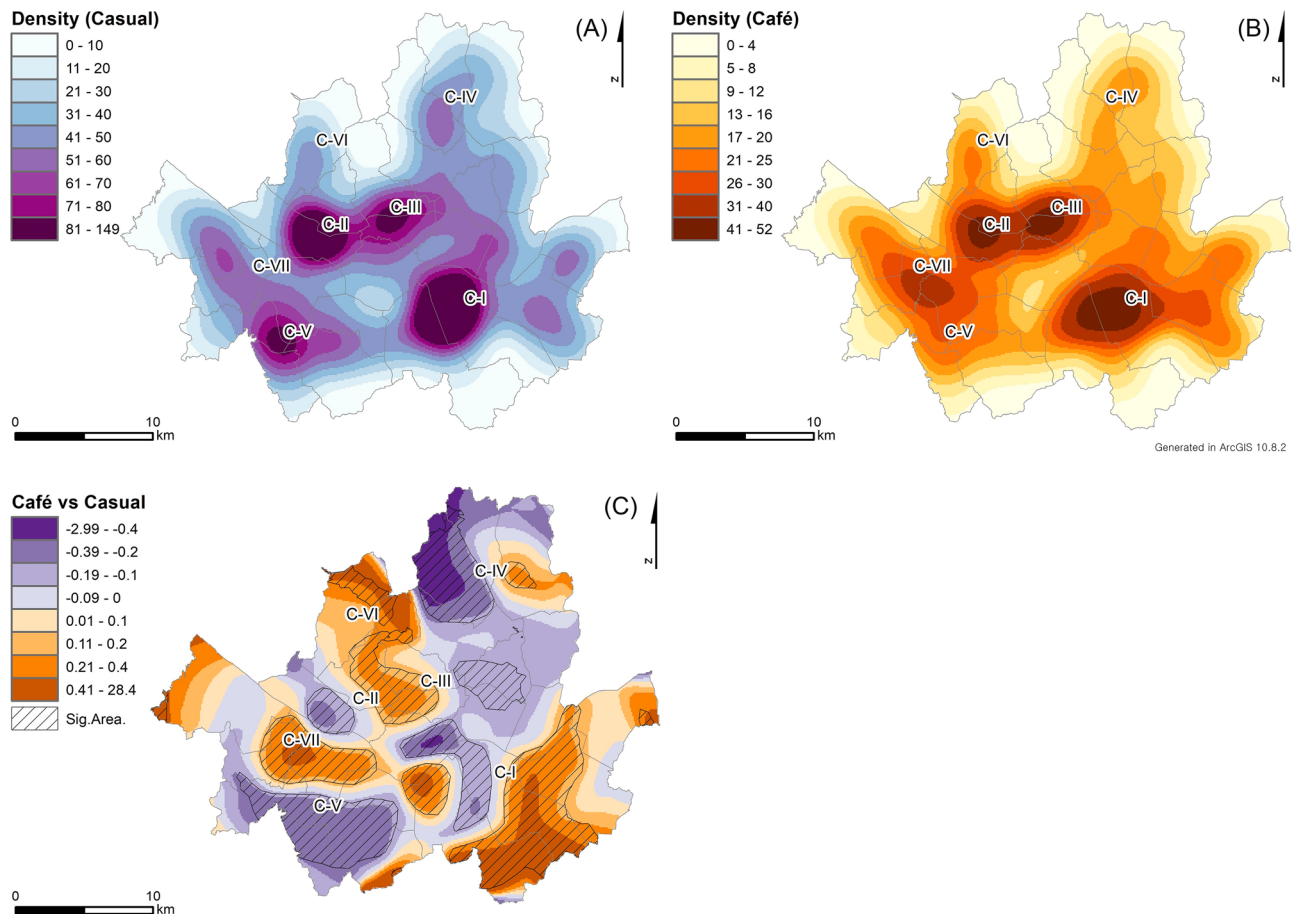 Density (Casual)
0 - 10
11 - 20
21 - 30
31 - 40
41 - 50
51 - 60
61 - 70
71 - 80
81 - 149
(A)
z
C-IV
C-VI
C-II
C-III
C-VII
C-I
C-V
0
10
km
Density (Café)
0 - 4
5 - 8
9 - 12
13 - 16
17 - 20
21 - 25
26 - 30
31 - 40
41 - 52
(B)
z
C-IV
C-VI
C-II
C-III
C-VII
C-I
C-V
0
10
km
Generated in ArcGIS 10.8.2
Café vs Casual
-2.99 - -0.4
-0.39 - -0.2
-0.19 - -0.1
-0.09 - 0
0.01 - 0.1
0.11 - 0.2
0.21 - 0.4
0.41 - 28.4
Sig.Area.
(C)
z
C-IV
C-VI
C-III
C-II
C-VII
C-I
C-V
0
10
km